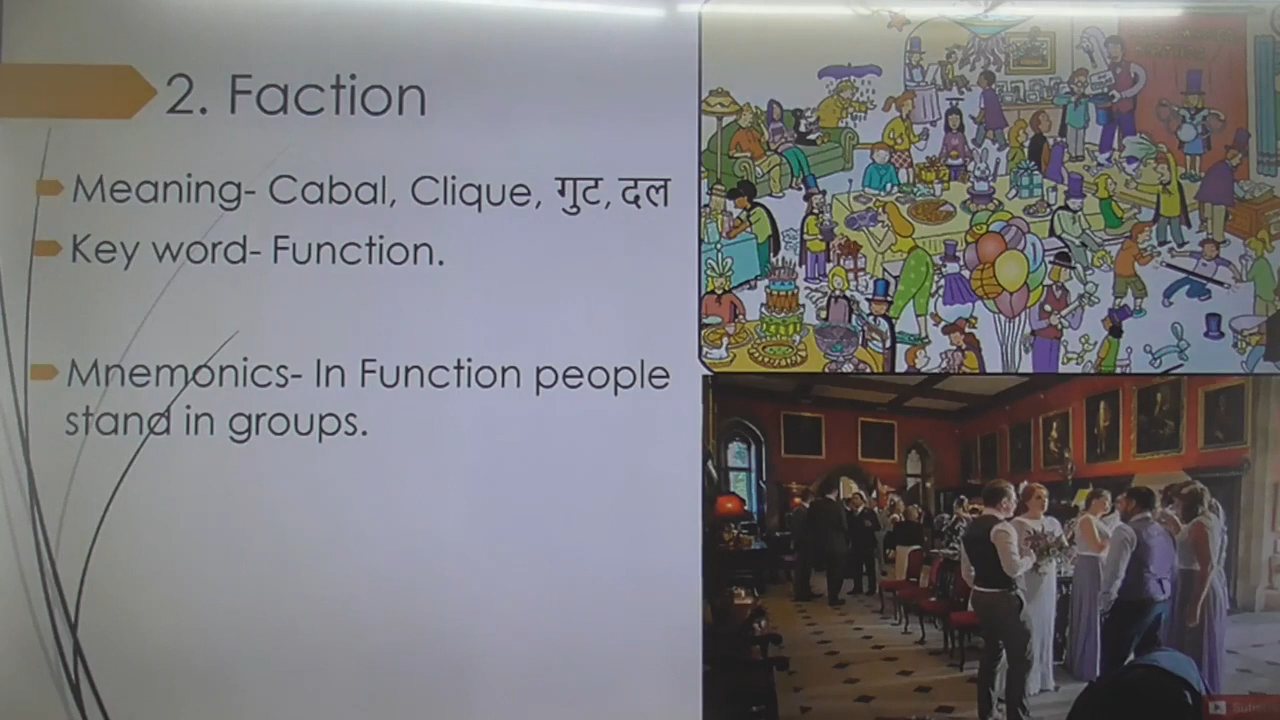 2. Faction
Meaning- Cabal, Clique, गुट, दल
Key word- Function.
Mnemonics- In Function people
stand in groups.